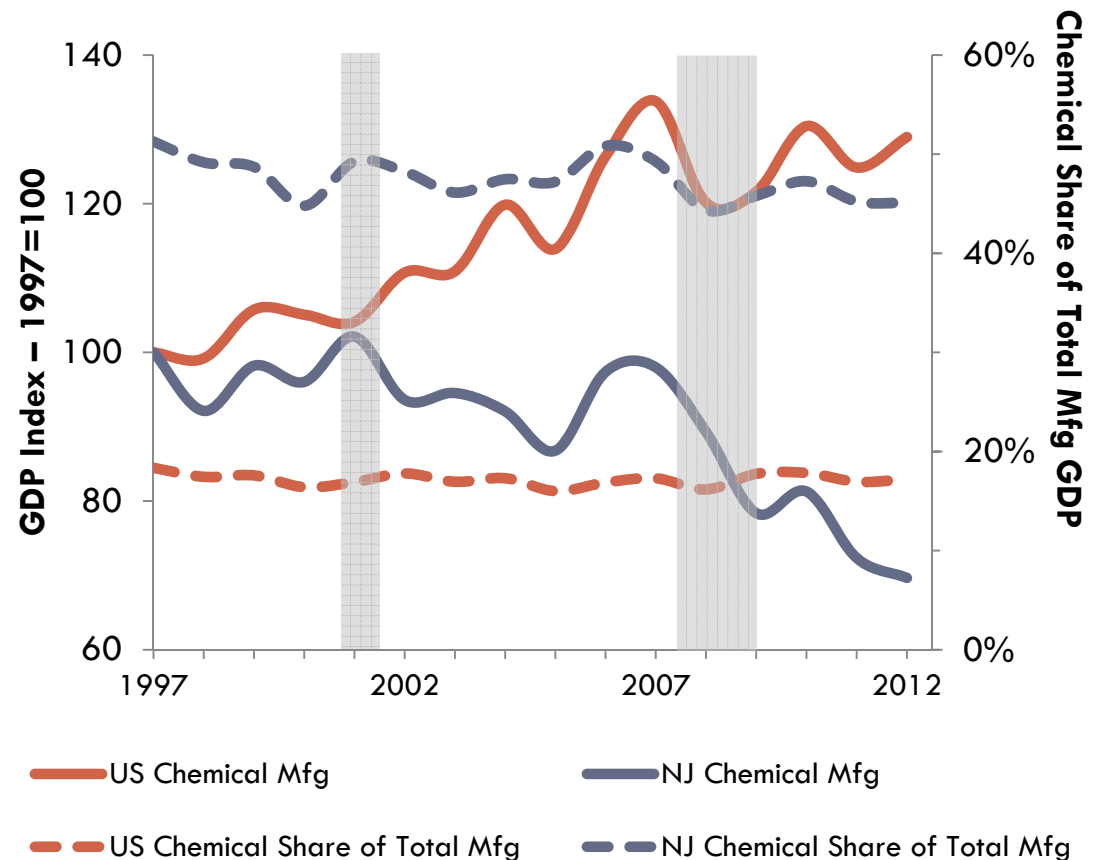 GDP Index – 1997=100
140
120
100
80
60
60%
40%
20%
0%
Chemical Share of Total Mfg GDP
1997
2002
2007
2012
US Chemical Mfg
NJ Chemical Mfg
US Chemical Share of Total Mfg
NJ Chemical Share of Total Mfg